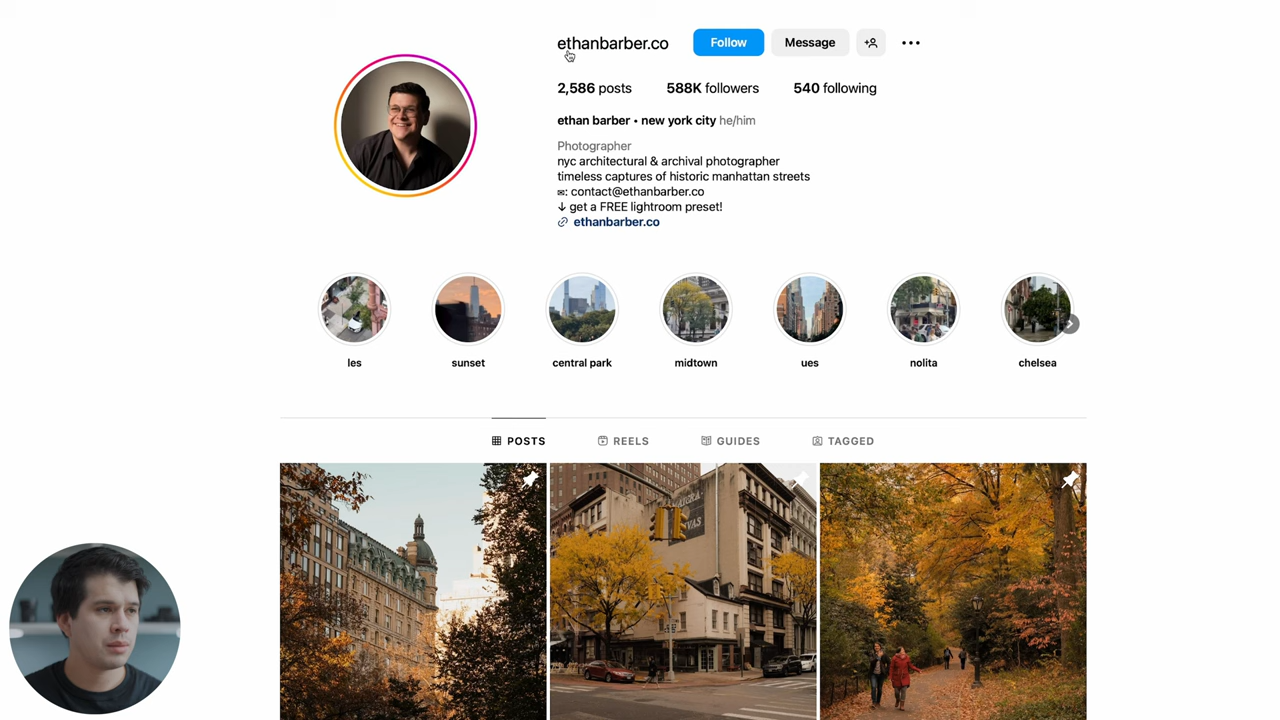 ethanbarber.co Follow Message
2,586 posts 588K followers 540 following
ethan barber • new york city he/him
Photographer
nyc architectural & archival photographer
timeless captures of historic manhattan streets
✉: contact@ethanbarber.co
↓ get a FREE lightroom preset!
ethanbarber.co
les sunset central park midtown ues nolita chelsea
POSTS REELS GUIDES TAGGED